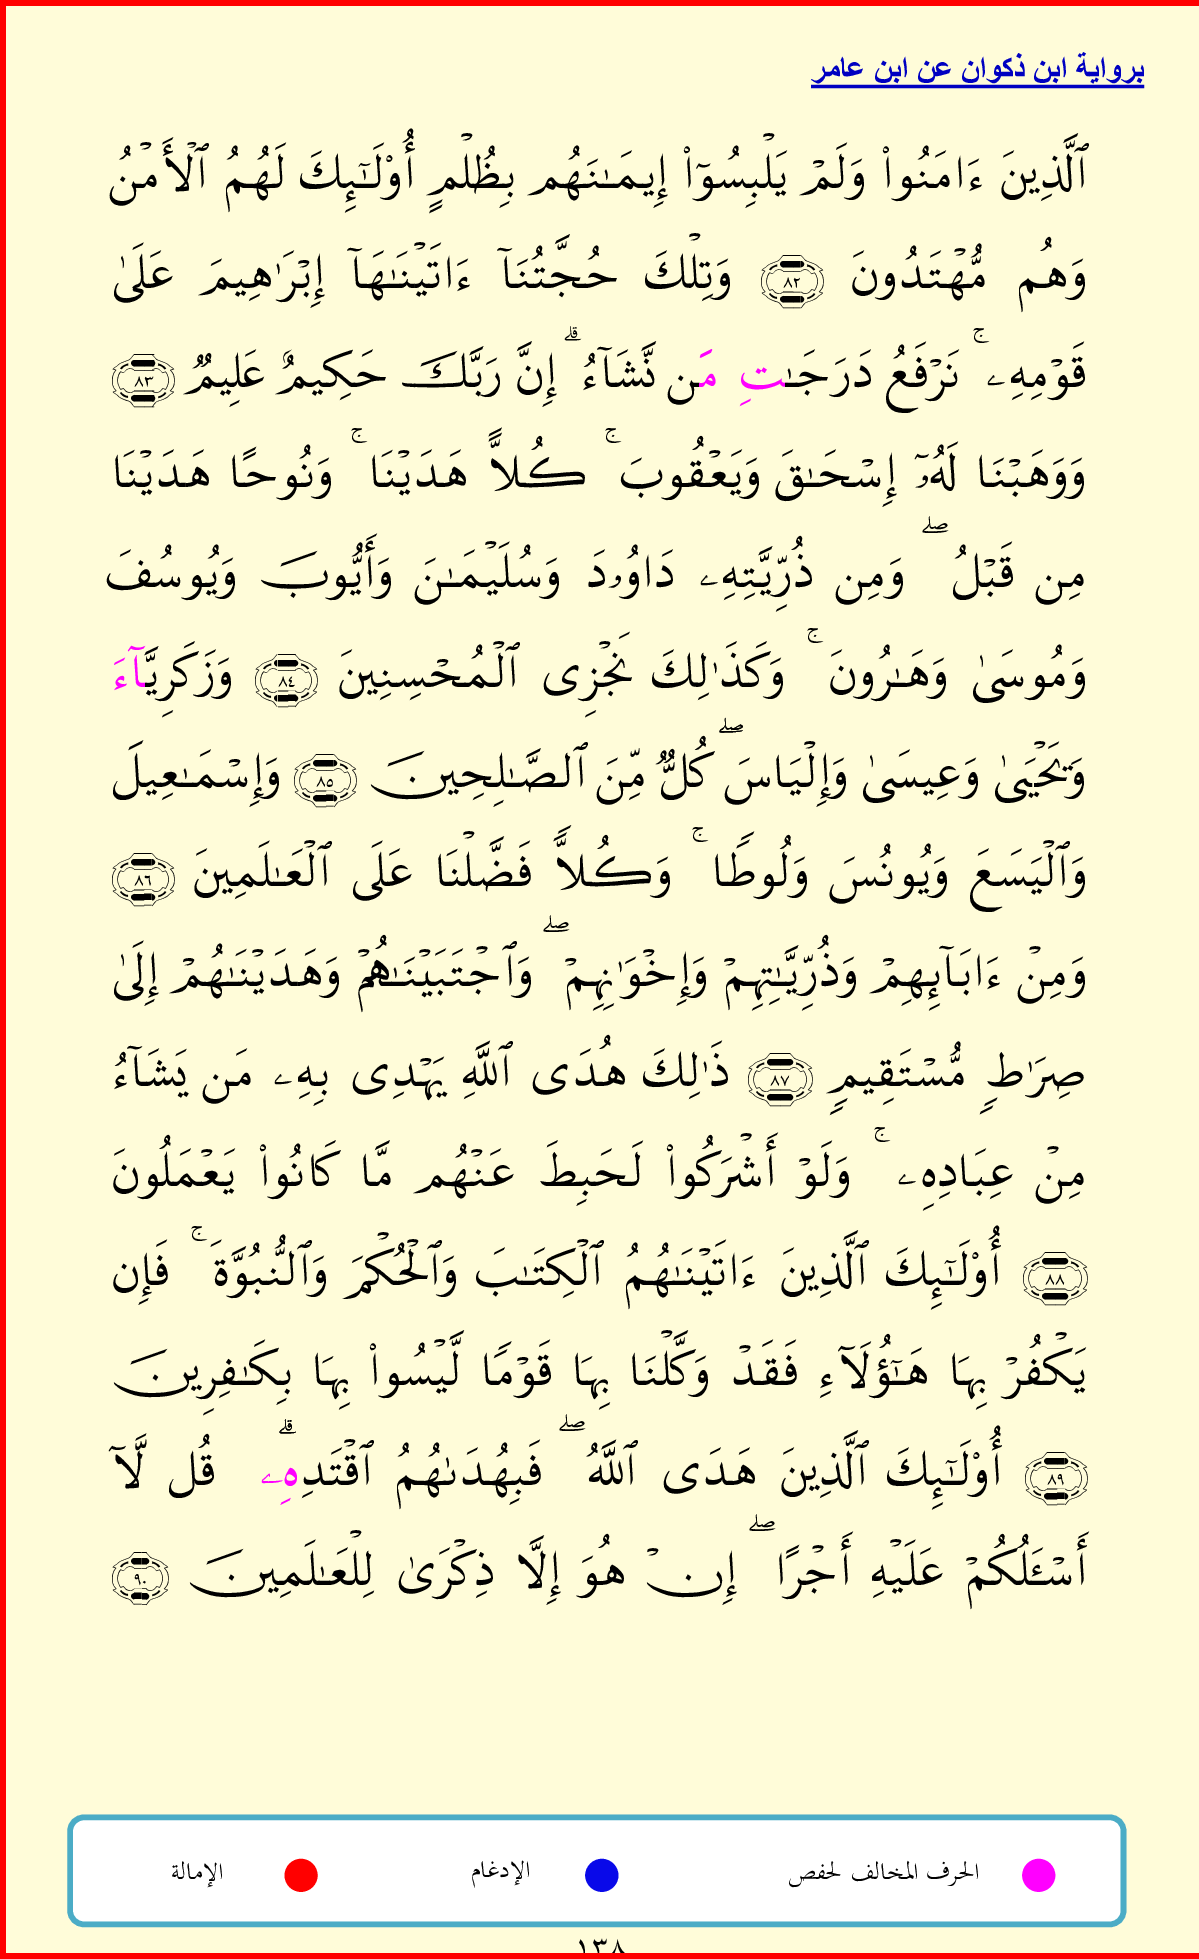 برواية ابن ذكوان عن ابن عامر
ٱلَّذِينَ ءَامَنُوا۟ وَلَمْ يَلْبِسُوٓا۟ إِيمَـٰنَهُم بِظُلْمٍ أُو۟لَـٰٓئِكَ لَهُمُ ٱلْأَمْنُ
وَهُم مُّهْتَدُونَ ٨٢ وَتِلْكَ حُجَّتُنَآ ءَاتَيْنَـٰهَآ إِبْرَٰهِيمَ عَلَىٰ
قَوْمِهِۦ ۚ نَرْفَعُ دَرَجَـٰتِ مَن نَّشَآءُ ۗ إِنَّ رَبَّكَ حَكِيمٌ عَلِيمٌ ٨٣
وَوَهَبْنَا لَهُۥٓ إِسْحَـٰقَ وَيَعْقُوبَ ۚ كُلًّا هَدَيْنَا ۚ وَنُوحًا هَدَيْنَا
مِن قَبْلُ ۖ وَمِن ذُرِّيَّتِهِۦ دَاوُۥدَ وَسُلَيْمَـٰنَ وَأَيُّوبَ وَيُوسُفَ
وَمُوسَىٰ وَهَـٰرُونَ ۚ وَكَذَٰلِكَ نَجْزِى ٱلْمُحْسِنِينَ ٨٤ وَزَكَرِيَّآءَ
وَيَحْيَىٰ وَعِيسَىٰ وَإِلْيَاسَ ۖ كُلٌّ مِّنَ ٱلصَّـٰلِحِينَ ٨٥ وَإِسْمَـٰعِيلَ
وَٱلْيَسَعَ وَيُونُسَ وَلُوطًا ۚ وَكُلًّا فَضَّلْنَا عَلَى ٱلْعَـٰلَمِينَ ٨٦
وَمِنْ ءَابَآئِهِمْ وَذُرِّيَّـٰتِهِمْ وَإِخْوَٰنِهِمْ ۖ وَٱجْتَبَيْنَـٰهُمْ وَهَدَيْنَـٰهُمْ إِلَىٰ
صِرَٰطٍ مُّسْتَقِيمٍ ٨٧ ذَٰلِكَ هُدَى ٱللَّهِ يَهْدِى بِهِۦ مَن يَشَآءُ
مِنْ عِبَادِهِۦ ۚ وَلَوْ أَشْرَكُوا۟ لَحَبِطَ عَنْهُم مَّا كَانُوا۟ يَعْمَلُونَ
٨٨ أُو۟لَـٰٓئِكَ ٱلَّذِينَ ءَاتَيْنَـٰهُمُ ٱلْكِتَـٰبَ وَٱلْحُكْمَ وَٱلنُّبُوَّةَ ۚ فَإِن
يَكْفُرْ بِهَا هَـٰٓؤُلَآءِ فَقَدْ وَكَّلْنَا بِهَا قَوْمًا لَّيْسُوا۟ بِهَا بِكَـٰفِرِينَ
٨٩ أُو۟لَـٰٓئِكَ ٱلَّذِينَ هَدَى ٱللَّهُ ۖ فَبِهُدَىٰهُمُ ٱقْتَدِهِۦ ۗ قُل لَّآ
أَسْـَٔلُكُمْ عَلَيْهِ أَجْرًا ۖ إِنْ هُوَ إِلَّا ذِكْرَىٰ لِلْعَـٰلَمِينَ ٩٠
الحرف المخالف لحفص الإدغام الإمالة
١٣٨